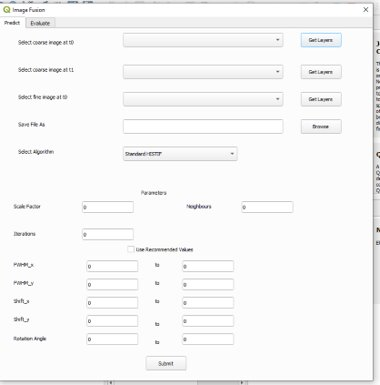 Image Fusion
Predict Evaluate
Select coarse image at t0 Get Layers
Select coarse image at t1 Get Layers
Select fine image at t0 Get Layers
Save File As Browse
Select Algorithm Standard HISTIF
Parameters
Scale Factor 0 Neighbours 0
Iterations 0
Use Recommended Values
FWHM_x 0 to 0
FWHM_y 0 to 0
Shift_x 0 to 0
Shift_y 0 to 0
Rotation Angle 0 to 0
Submit